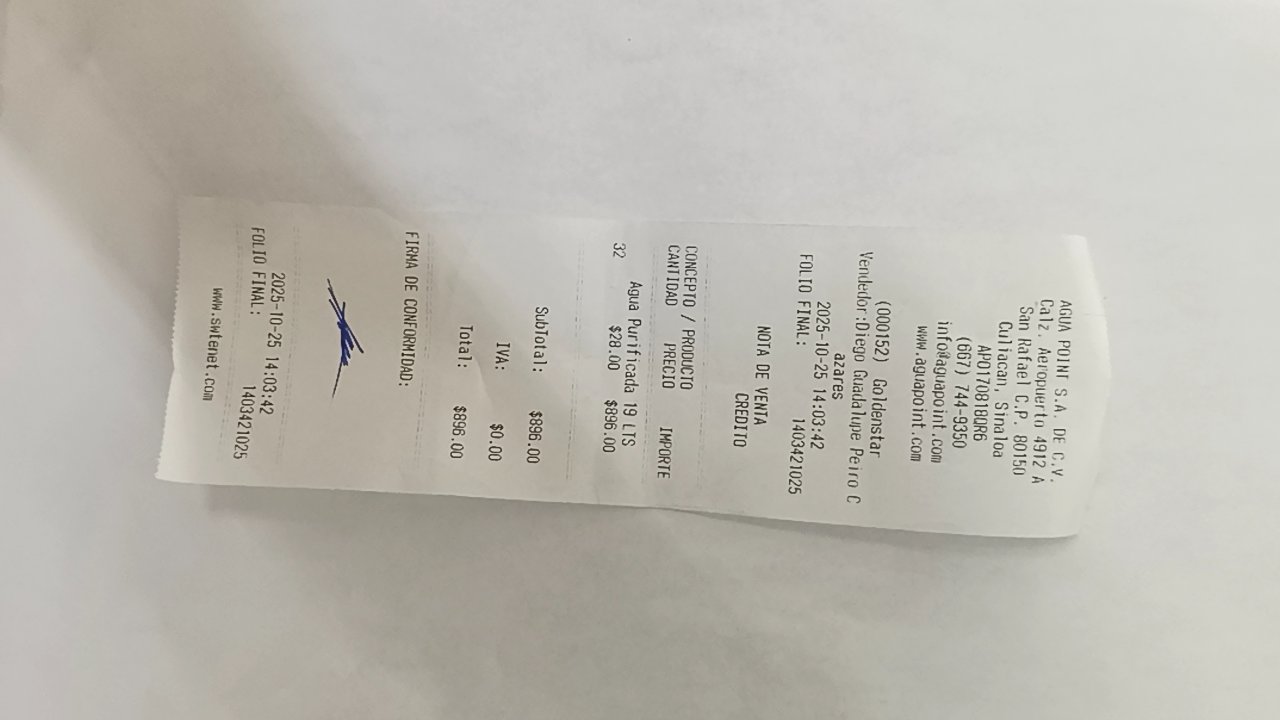 AGUA POINT S.A. DE C.V.
Calz. Aeropuerto 4912 A
San Rafael C.P. 80150
Culiacan, Sinaloa
APO170818QR6
(667) 744-9350
info@aguapoint.com
www.aguapoint.com
(000152) Goldenstar
Vendedor:Diego Guadalupe Peiro C
azares
2025-10-25 14:03:42
FOLIO FINAL: 1403421025
NOTA DE VENTA
CREDITO
CONCEPTO / PRODUCTO
CANTIDAD PRECIO IMPORTE
Agua Purificada 19 LTS
32 $28.00 $896.00
SubTotal: $896.00
IVA: $0.00
Total: $896.00
FIRMA DE CONFORMIDAD:
2025-10-25 14:03:42
FOLIO FINAL: 1403421025
www.swtenet.com